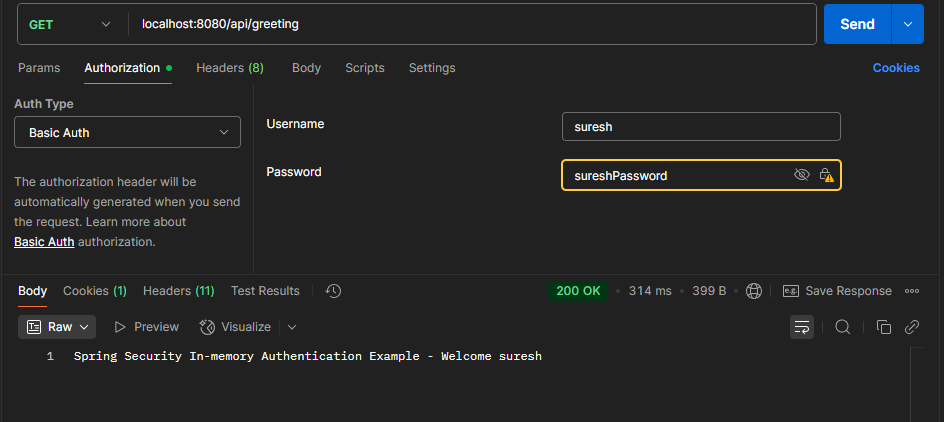 GET localhost:8080/api/greeting Send
Params Authorization Headers (8) Body Scripts Settings Cookies
Auth Type
Basic Auth
The authorization header will be
automatically generated when you send
the request. Learn more about
Basic Auth authorization.
Username suresh
Password sureshPassword
Body Cookies (1) Headers (11) Test Results 200 OK • 314 ms • 399 B e.g. Save Response
Raw Preview Visualize
1 Spring Security In-memory Authentication Example - Welcome suresh